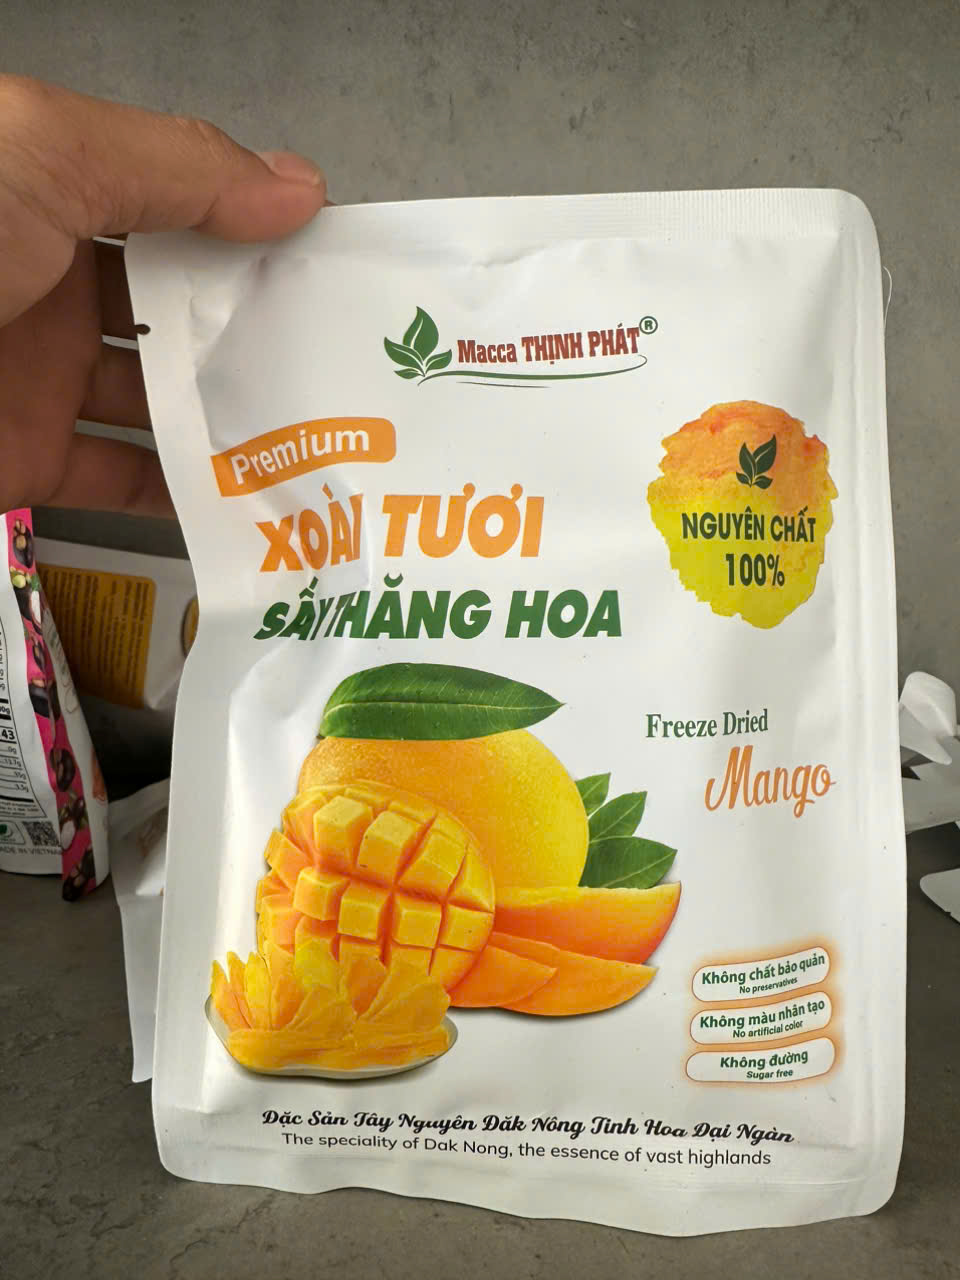 Macca THỊNH PHÁT®
Premium
XOÀI TƯƠI
SẤY THĂNG HOA
NGUYÊN CHẤT
100%
Freeze Dried
Mango
Không chất bảo quản
No preservatives
Không màu nhân tạo
No artificial color
Không đường
Sugar free
Đặc Sản Tây Nguyên Đăk Nông Tinh Hoa Đại Ngàn
The speciality of Dak Nong, the essence of vast highlands